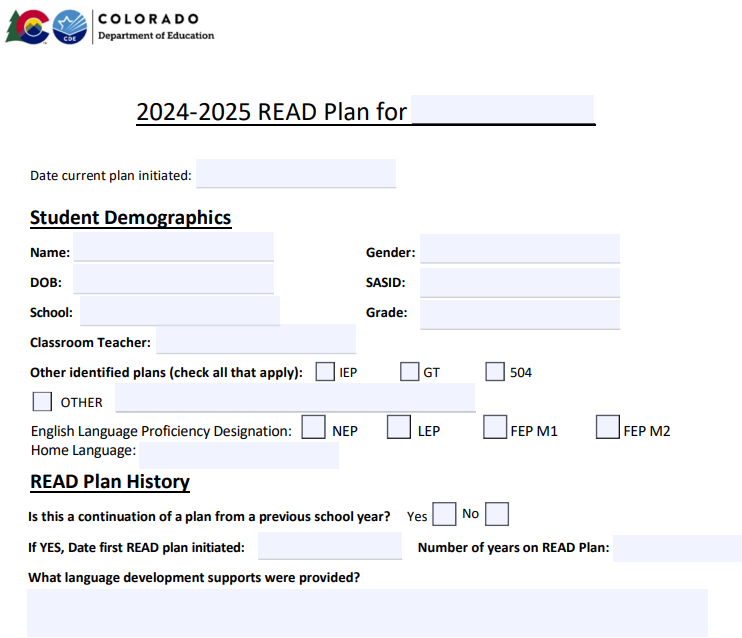 COLORADO
CDE
Department of Education
2024-2025 READ Plan for
Date current plan initiated:
Student Demographics
Name: Gender:
DOB: SASID:
School: Grade:
Classroom Teacher:
Other identified plans (check all that apply): IEP GT 504
OTHER
English Language Proficiency Designation: NEP LEP FEP M1 FEP M2
Home Language:
READ Plan History
Is this a continuation of a plan from a previous school year? Yes No
If YES, Date first READ plan initiated: Number of years on READ Plan:
What language development supports were provided?